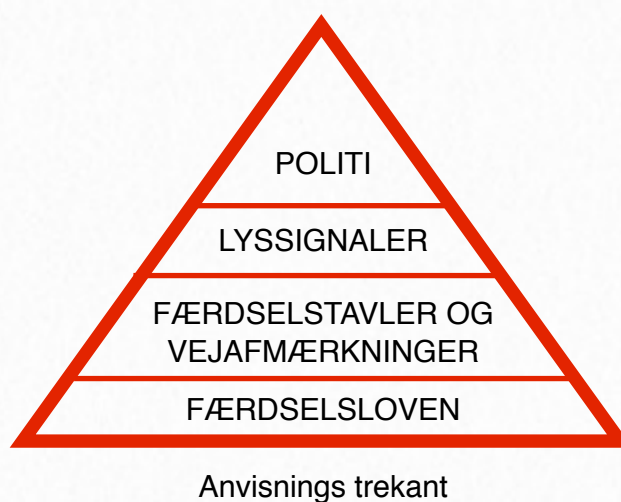 POLITI
LYSSIGNALER
FÆRDSELSTAVLER OG
VEJAFMÆRKNINGER
FÆRDSELSLOVEN
Anvisnings trekant